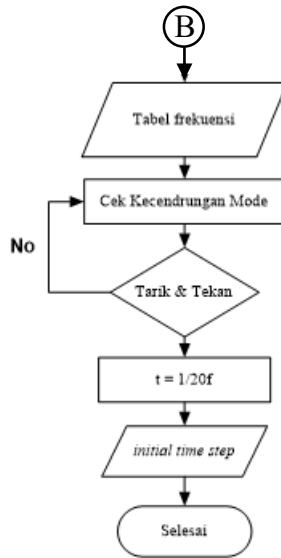 B
Tabel frekuensi
Cek Kecendrungan Mode
No
Tarik & Tekan
t = 1/20f
initial time step
Selesai